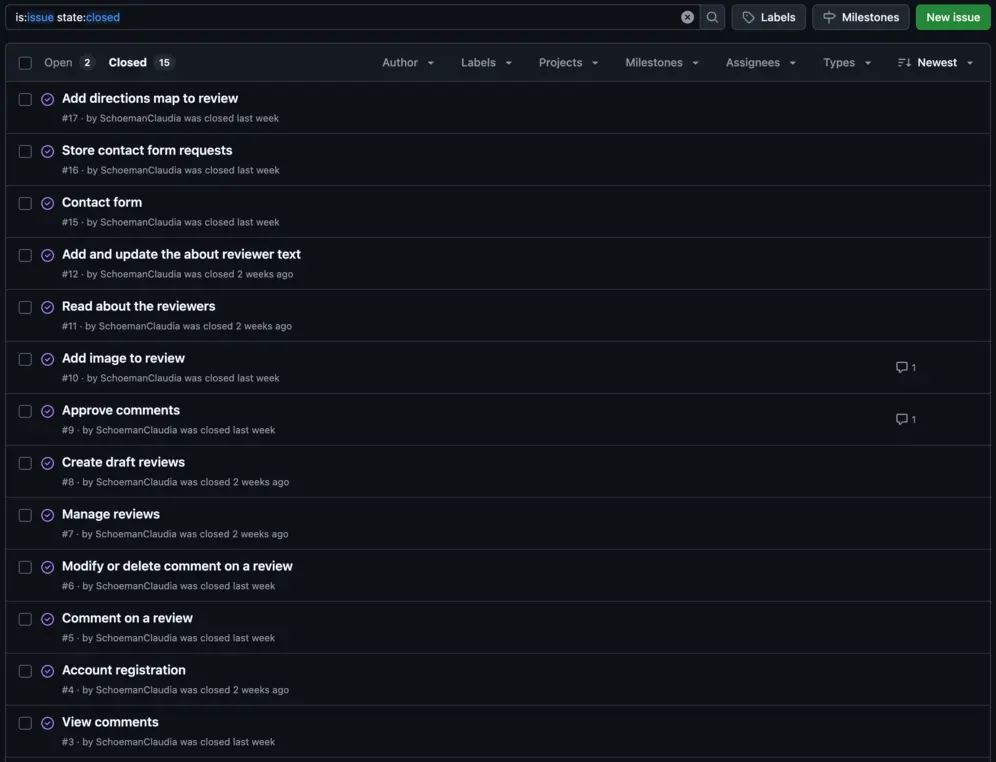 is:issue state:closed
Labels
Milestones
New issue
Open 2 Closed 15 Author Labels Projects Milestones Assignees Types Newest
Add directions map to review
#17 · by SchoemanClaudia was closed last week
Store contact form requests
#16 · by SchoemanClaudia was closed last week
Contact form
#15 · by SchoemanClaudia was closed last week
Add and update the about reviewer text
#12 · by SchoemanClaudia was closed 2 weeks ago
Read about the reviewers
#11 · by SchoemanClaudia was closed 2 weeks ago
Add image to review
1
#10 · by SchoemanClaudia was closed last week
Approve comments
1
#9 · by SchoemanClaudia was closed last week
Create draft reviews
#8 · by SchoemanClaudia was closed 2 weeks ago
Manage reviews
#7 · by SchoemanClaudia was closed 2 weeks ago
Modify or delete comment on a review
#6 · by SchoemanClaudia was closed last week
Comment on a review
#5 · by SchoemanClaudia was closed last week
Account registration
#4 · by SchoemanClaudia was closed 2 weeks ago
View comments
#3 · by SchoemanClaudia was closed last week